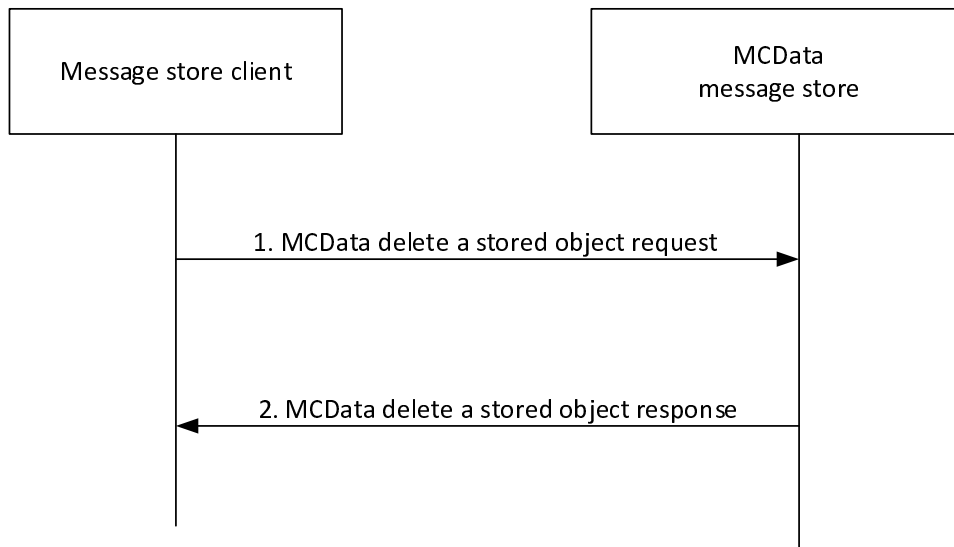 Message store client
MCData
message store
1. MCData delete a stored object request
2. MCData delete a stored object response